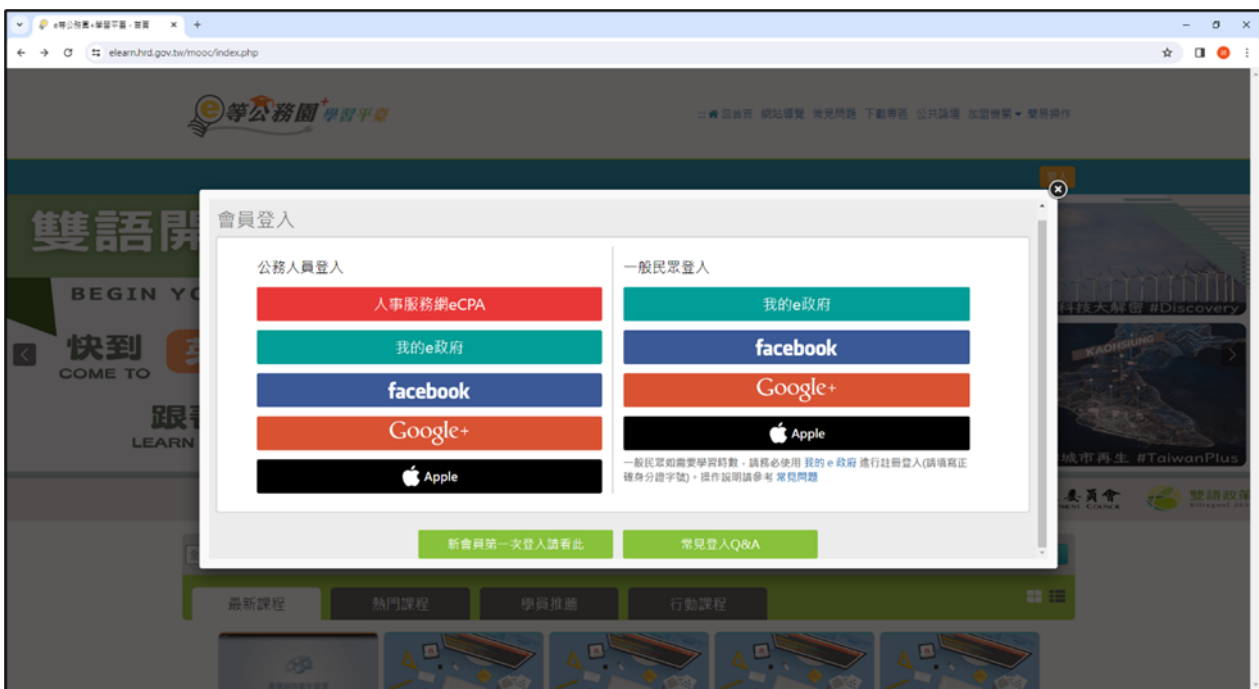 e等公務園+學習平臺 - 首頁
elearn.hrd.gov.tw/mooc/index.php
e等公務園+學習平臺
::: 回首頁 網站導覽 常見問題 下載專區 公共論壇 加盟機關 簡易操作
登入
雙語開
BEGIN YO
快到
COME TO
LEARN
科技大解密 #Discovery
KAOHSIUNG
城市再生 #TaiwanPlus
委員會
雙語政策
會員登入
公務人員登入
人事服務網eCPA
我的e政府
facebook
Google+
Apple
一般民眾登入
我的e政府
facebook
Google+
Apple
一般民眾如需要學習時數，請務必使用 我的 e 政府 進行註冊登入(請填寫正
確身分證字號)。操作說明請參考 常見問題
新會員第一次登入請看此
常見登入Q&A
最新課程
熱門課程
學員推薦
行動課程